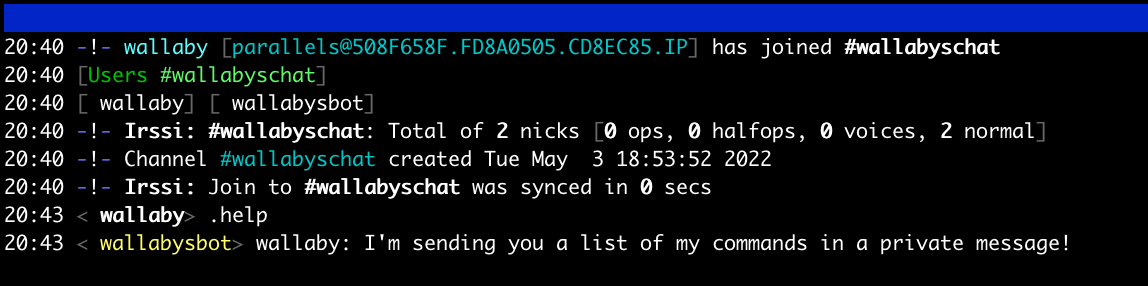 20:40 -!- wallaby [parallels@508F658F.FD8A0505.CD8EC85.IP] has joined #wallabyschat
20:40 [Users #wallabyschat]
20:40 [ wallaby] [ wallabysbot]
20:40 -!- Irssi: #wallabyschat: Total of 2 nicks [0 ops, 0 halfops, 0 voices, 2 normal]
20:40 -!- Channel #wallabyschat created Tue May  3 18:53:52 2022
20:40 -!- Irssi: Join to #wallabyschat was synced in 0 secs
20:43 < wallaby> .help
20:43 < wallabysbot> wallaby: I'm sending you a list of my commands in a private message!